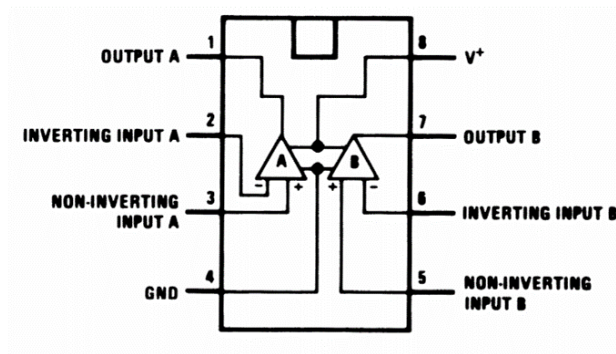 1
OUTPUT A
8
V+
2
INVERTING INPUT A
7
OUTPUT B
A
B
- +
+ -
3
NON-INVERTING
INPUT A
6
INVERTING INPUT B
4
GND
5
NON-INVERTING
INPUT B